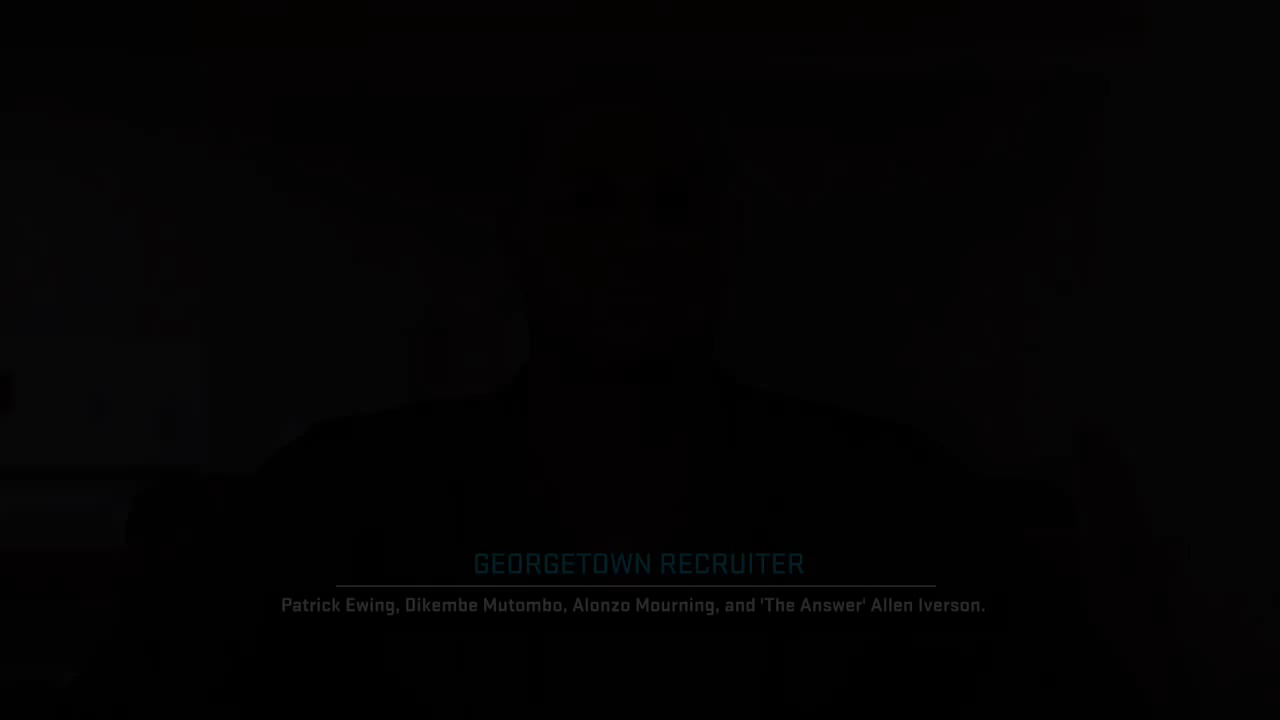 GEORGETOWN RECRUITER
Patrick Ewing, Dikembe Mutombo, Alonzo Mourning, and 'The Answer' Allen Iverson.